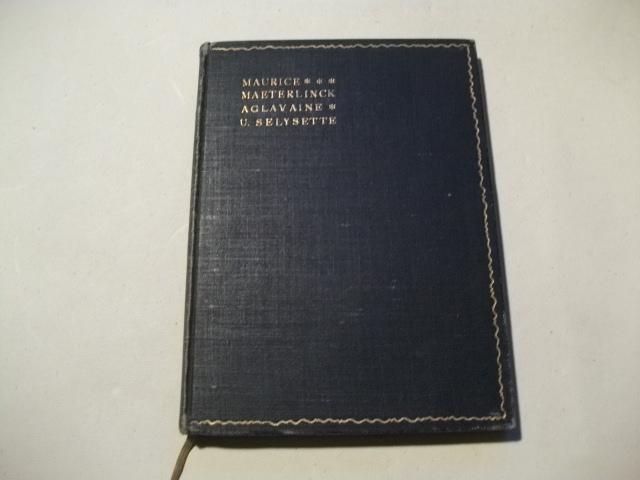 MAURICE * * *
MAETERLINCK
AGLAVAINE *
U. SELYSETTE